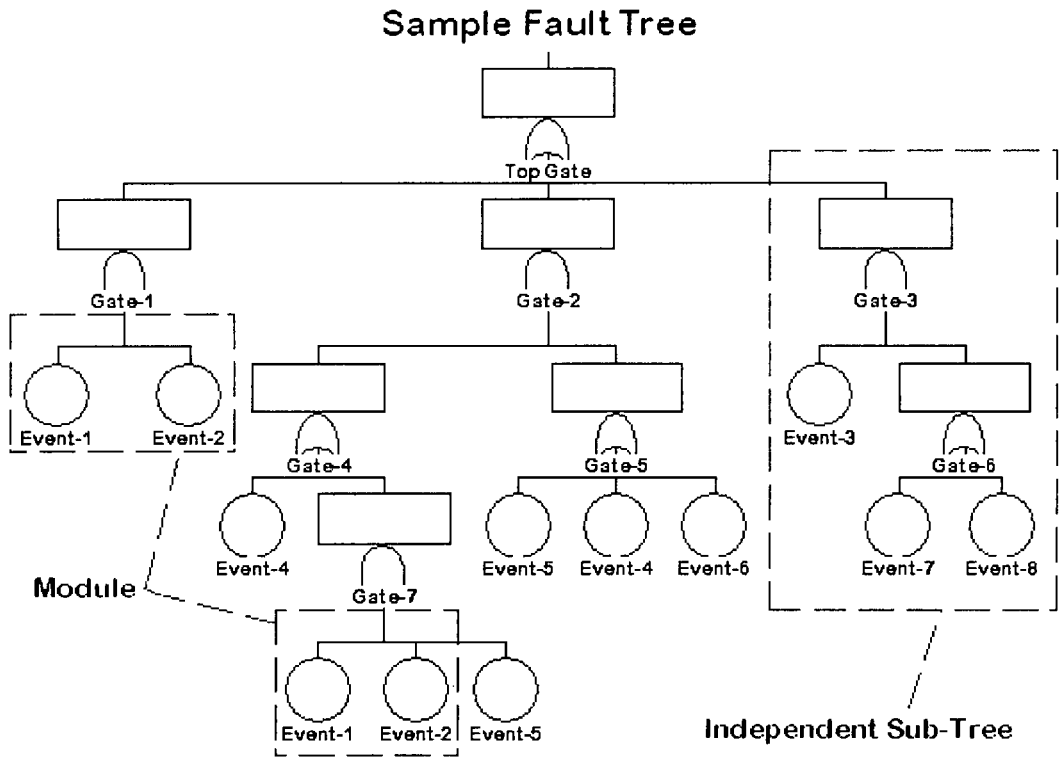 Sample Fault Tree
Top Gate
Gate-1
Gate-2
Gate-3
Event-1
Event-2
Event-3
Gate-4
Gate-5
Gate-6
Event-4
Event-5
Event-4
Event-6
Event-7
Event-8
Module
Gate-7
Event-1
Event-2
Event-5
Independent Sub-Tree